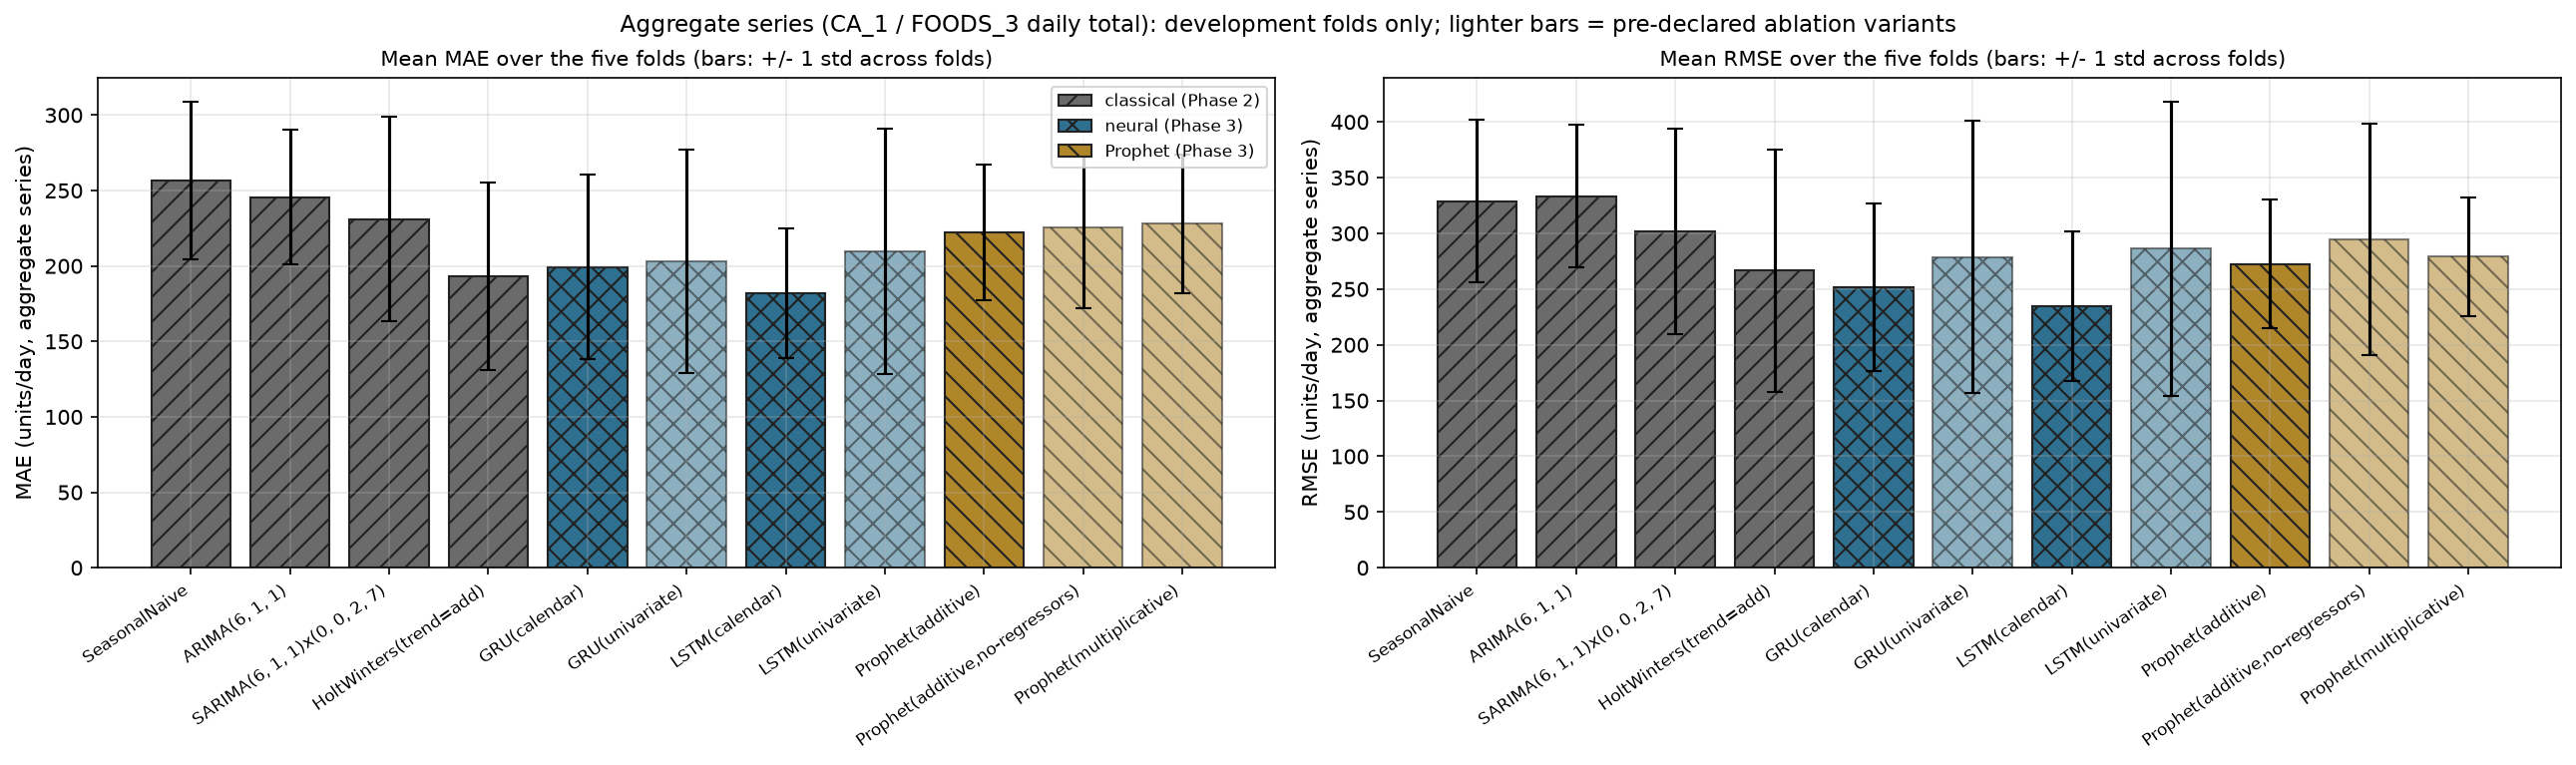 Aggregate series (CA_1 / FOODS_3 daily total): development folds only; lighter bars = pre-declared ablation variants
Mean MAE over the five folds (bars: +/- 1 std across folds)
MAE (units/day, aggregate series)
300
250
200
150
100
50
0
classical (Phase 2)
neural (Phase 3)
Prophet (Phase 3)
SeasonalNaive
ARIMA(6, 1, 1)
SARIMA(6, 1, 1)x(0, 0, 2, 7)
HoltWinters(trend=add)
GRU(calendar)
GRU(univariate)
LSTM(calendar)
LSTM(univariate)
Prophet(additive)
Prophet(additive,no-regressors)
Prophet(multiplicative)
Mean RMSE over the five folds (bars: +/- 1 std across folds)
RMSE (units/day, aggregate series)
400
350
300
250
200
150
100
50
0
SeasonalNaive
ARIMA(6, 1, 1)
SARIMA(6, 1, 1)x(0, 0, 2, 7)
HoltWinters(trend=add)
GRU(calendar)
GRU(univariate)
LSTM(calendar)
LSTM(univariate)
Prophet(additive)
Prophet(additive,no-regressors)
Prophet(multiplicative)